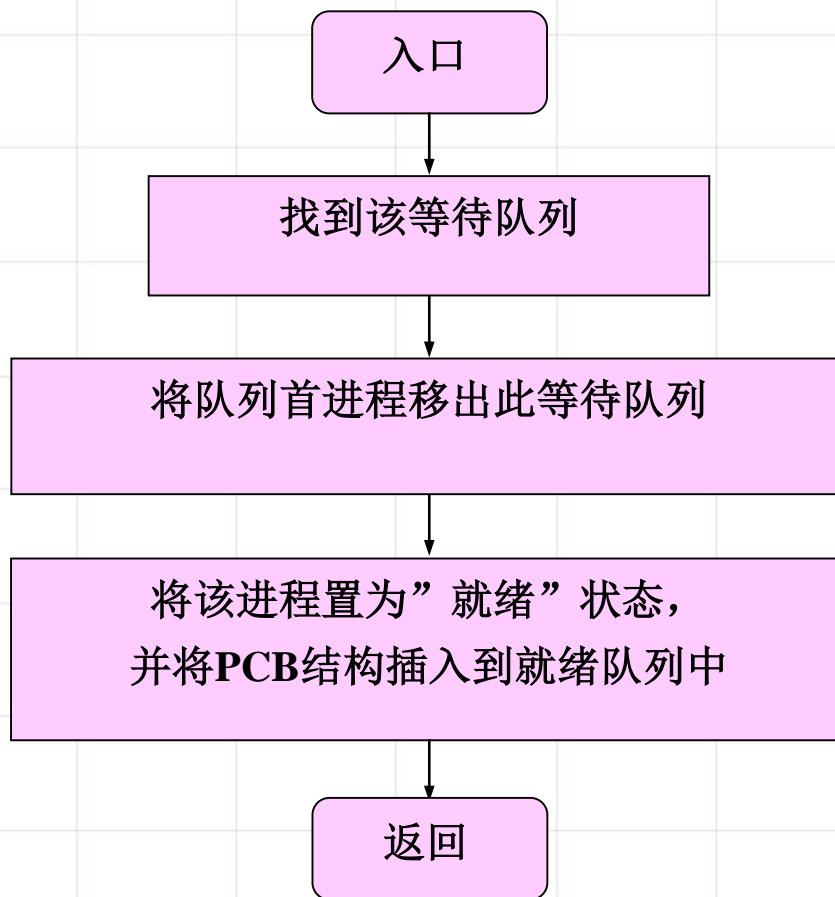 入口
找到该等待队列
将队列首进程移出此等待队列
将该进程置为”就绪”状态，
并将PCB结构插入到就绪队列中
返回